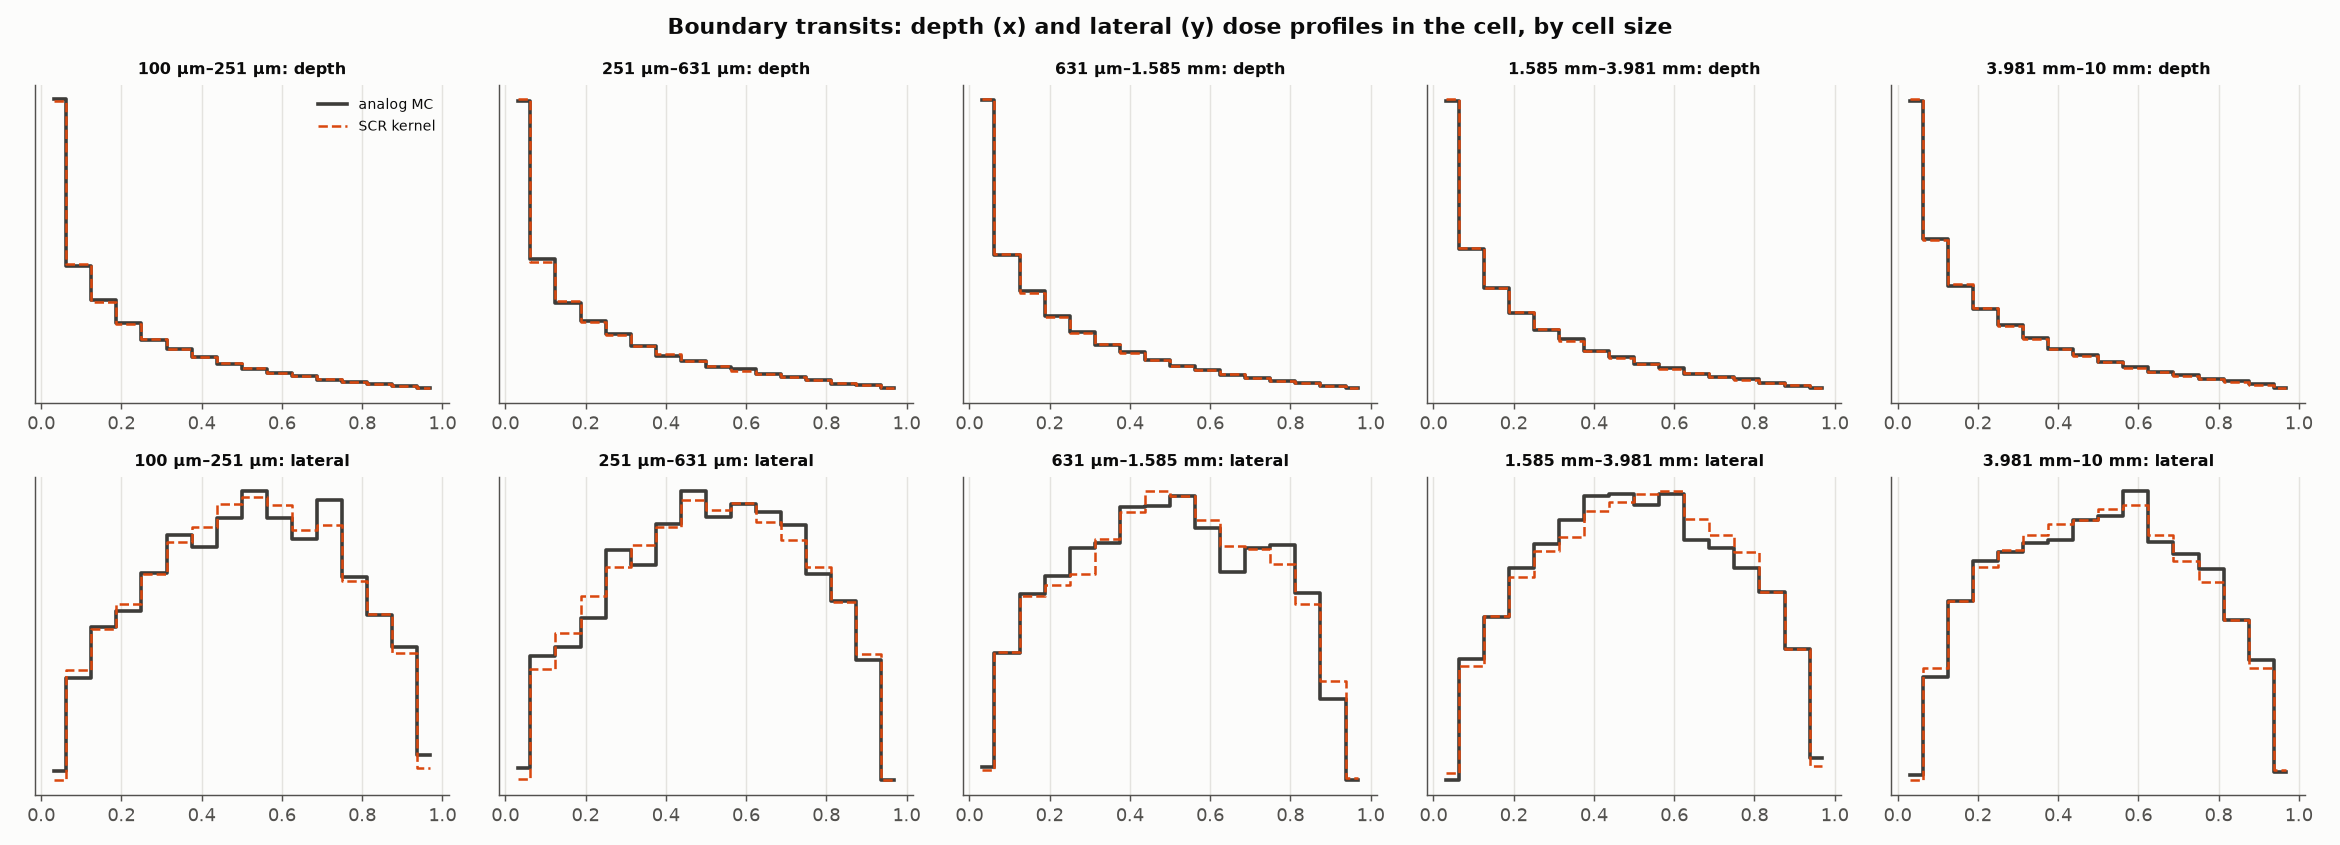 Boundary transits: depth (x) and lateral (y) dose profiles in the cell, by cell size
100 µm–251 µm: depth
251 µm–631 µm: depth
631 µm–1.585 mm: depth
1.585 mm–3.981 mm: depth
3.981 mm–10 mm: depth
analog MC
SCR kernel
0.0 0.2 0.4 0.6 0.8 1.0
0.0 0.2 0.4 0.6 0.8 1.0
0.0 0.2 0.4 0.6 0.8 1.0
0.0 0.2 0.4 0.6 0.8 1.0
0.0 0.2 0.4 0.6 0.8 1.0
100 µm–251 µm: lateral
251 µm–631 µm: lateral
631 µm–1.585 mm: lateral
1.585 mm–3.981 mm: lateral
3.981 mm–10 mm: lateral
0.0 0.2 0.4 0.6 0.8 1.0
0.0 0.2 0.4 0.6 0.8 1.0
0.0 0.2 0.4 0.6 0.8 1.0
0.0 0.2 0.4 0.6 0.8 1.0
0.0 0.2 0.4 0.6 0.8 1.0